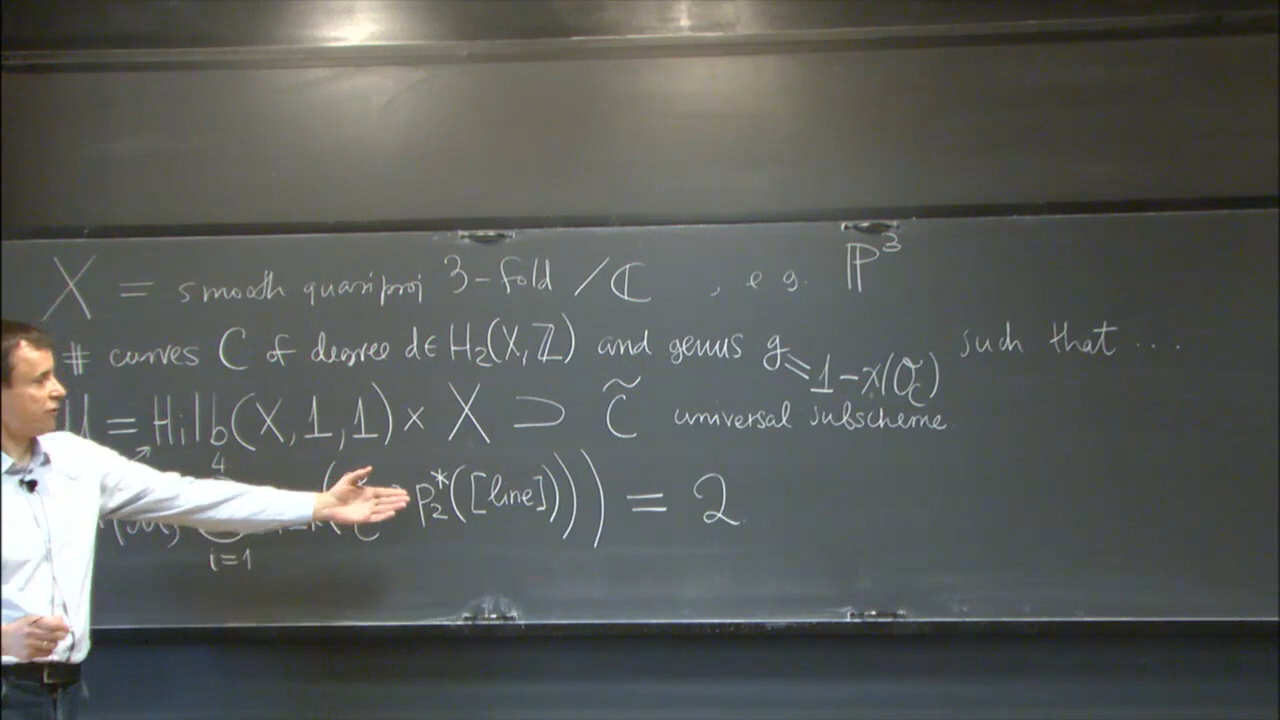 X = smooth quasiproj 3-fold / ℂ , e.g. ℙ³
# curves C of degree d ∈ H₂(X, ℤ) and genus g = 1 - χ(O_C) such that ...
= Hilb(X, 1, 1) × X ⊃ C̃ universal subscheme
4
p₂*([line]))) = 2
i=1